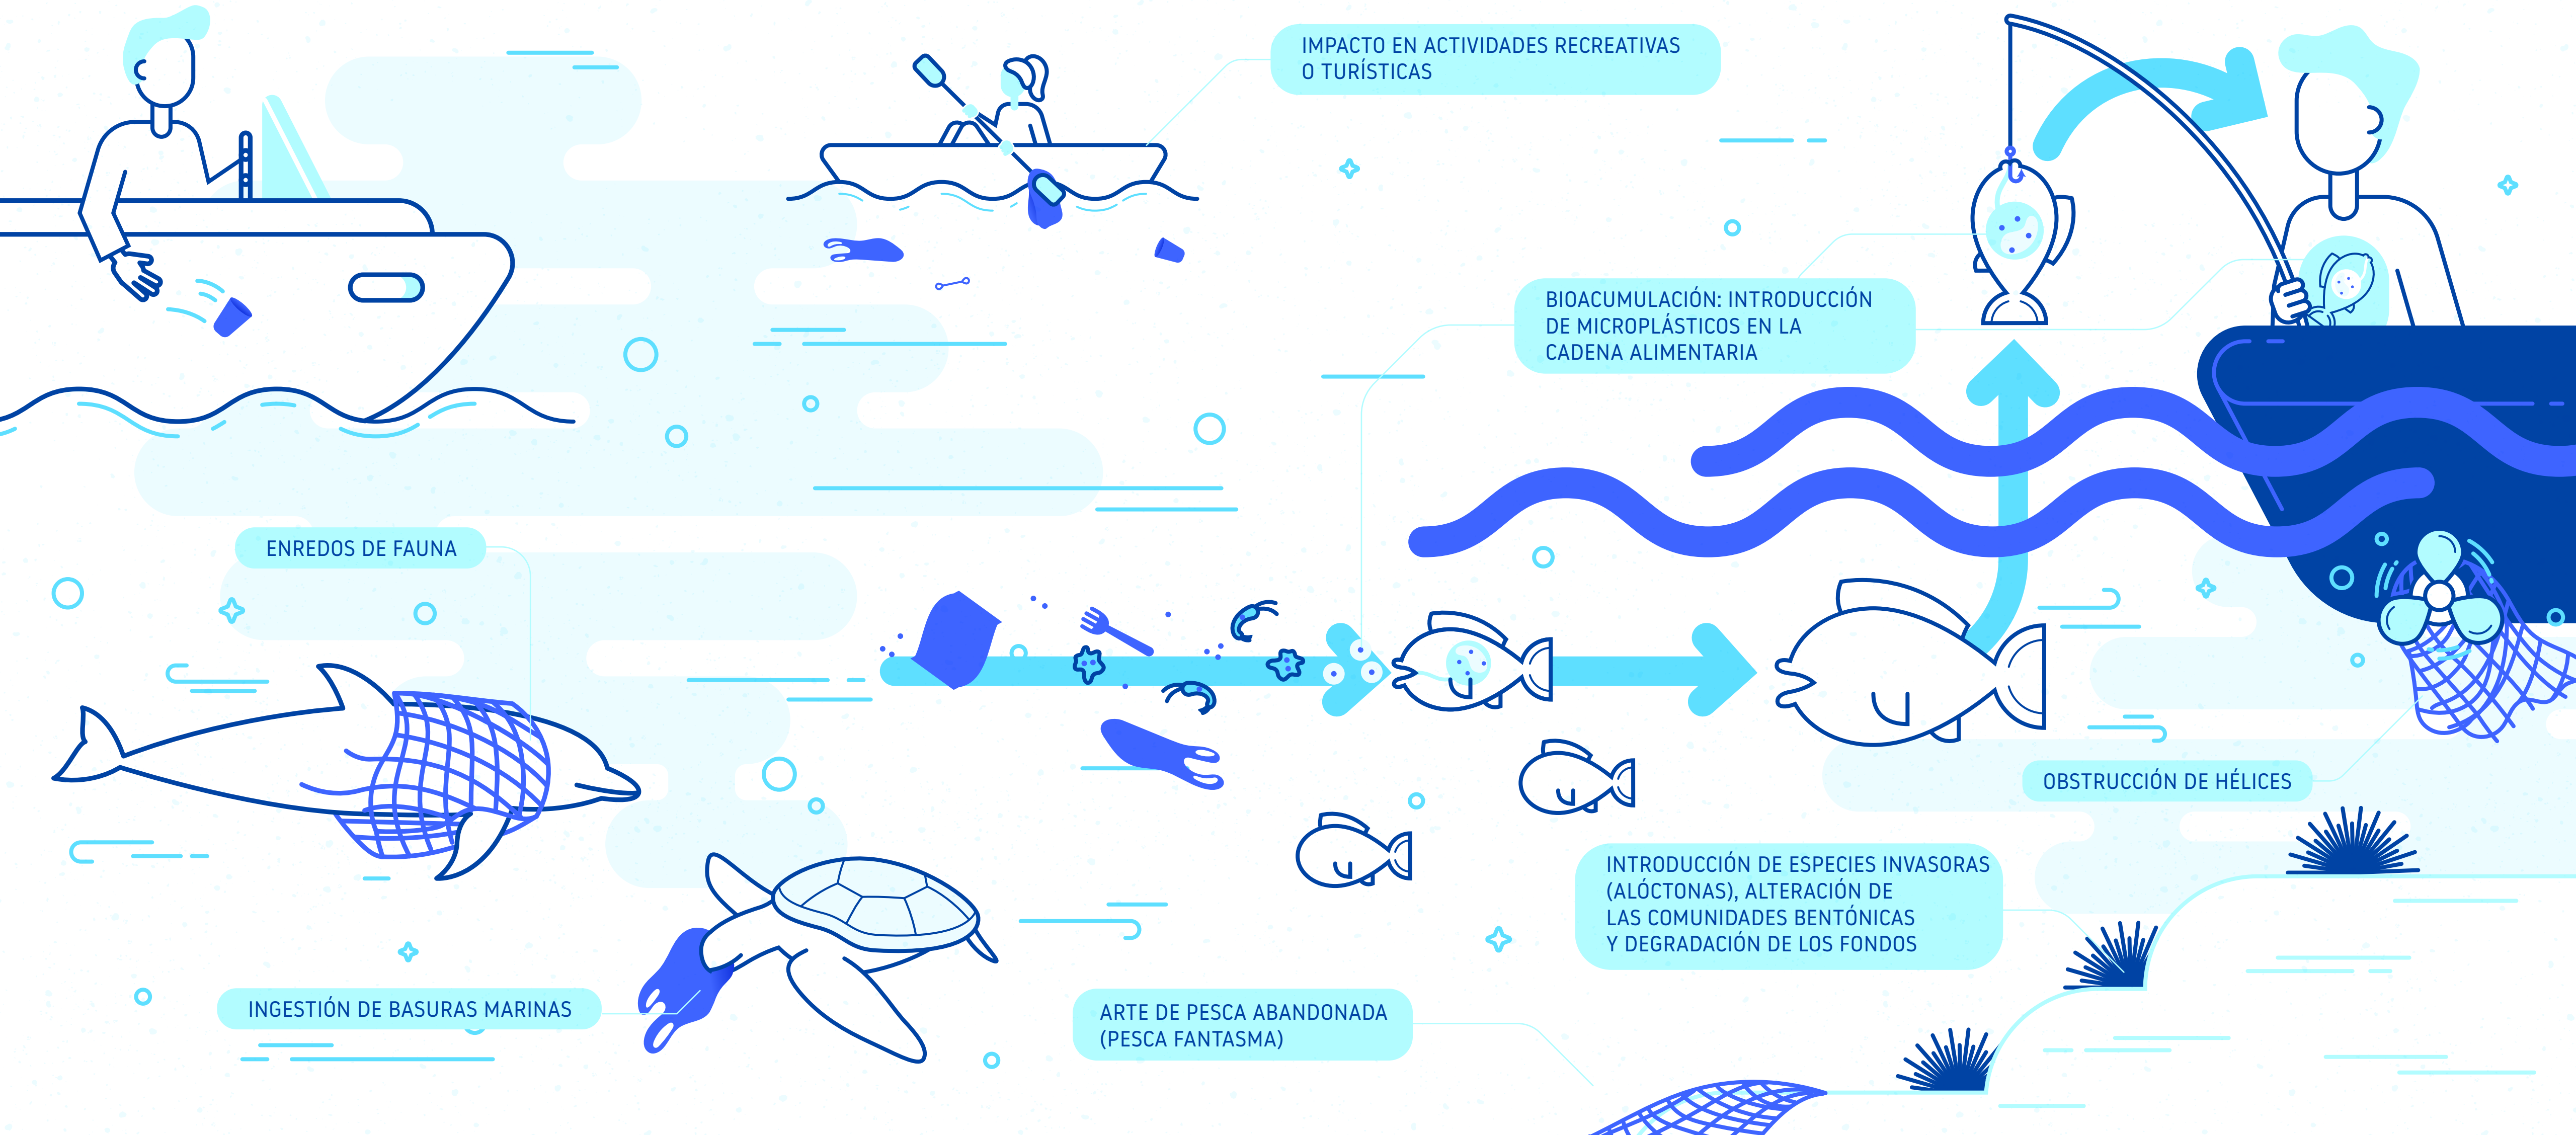 IMPACTO EN ACTIVIDADES RECREATIVAS
O TURÍSTICAS
BIOACUMULACIÓN: INTRODUCCIÓN
DE MICROPLÁSTICOS EN LA
CADENA ALIMENTARIA
ENREDOS DE FAUNA
OBSTRUCCIÓN DE HÉLICES
INTRODUCCIÓN DE ESPECIES INVASORAS
(ALÓCTONAS), ALTERACIÓN DE
LAS COMUNIDADES BENTÓNICAS
Y DEGRADACIÓN DE LOS FONDOS
INGESTIÓN DE BASURAS MARINAS
ARTE DE PESCA ABANDONADA
(PESCA FANTASMA)